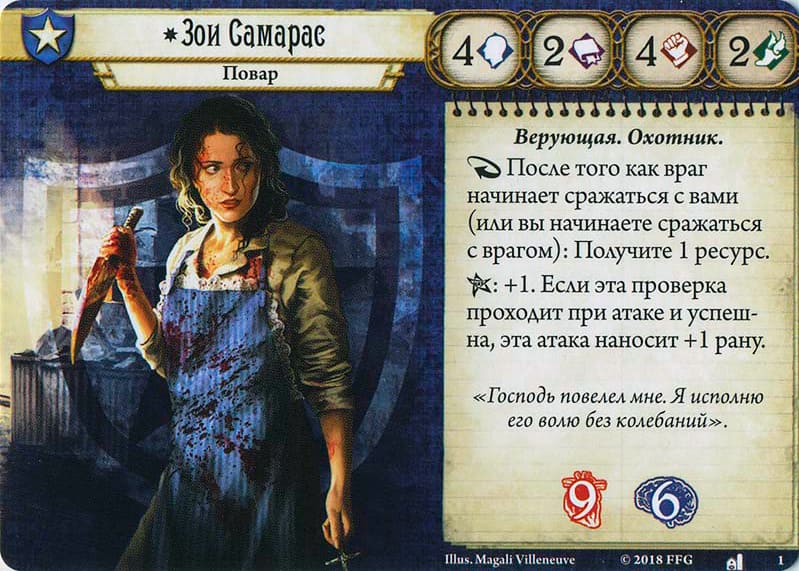 Зои Самарас
Повар
4 2 4 2
Верующая. Охотник.
После того как враг
начинает сражаться с вами
(или вы начинаете сражаться
с врагом): Получите 1 ресурс.
: +1. Если эта проверка
проходит при атаке и успеш-
на, эта атака наносит +1 рану.
«Господь повелел мне. Я исполню
его волю без колебаний».
9 6
Illus. Magali Villeneuve © 2018 FFG 1